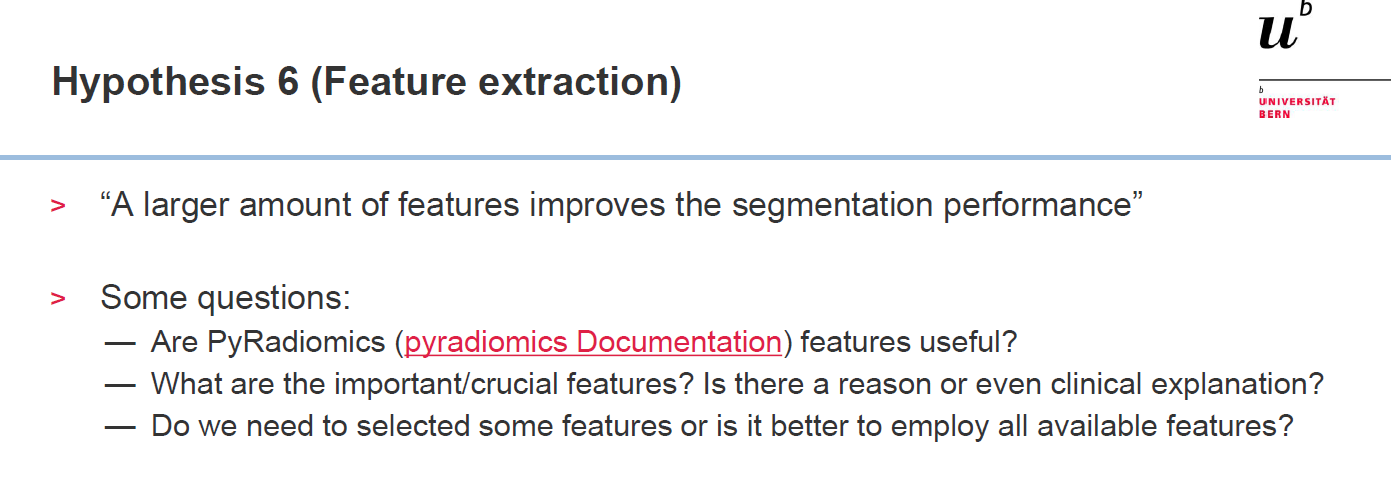 u
b
Hypothesis 6 (Feature extraction)
b
UNIVERSITÄT
BERN
> “A larger amount of features improves the segmentation performance”
> Some questions:
— Are PyRadiomics (pyradiomics Documentation) features useful?
— What are the important/crucial features? Is there a reason or even clinical explanation?
— Do we need to selected some features or is it better to employ all available features?